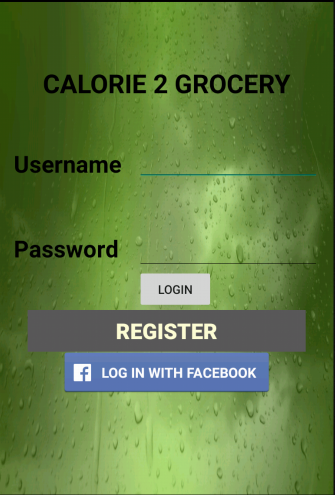 CALORIE 2 GROCERY
Username
Password
LOGIN
REGISTER
LOG IN WITH FACEBOOK